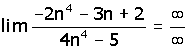 lim (-2n⁴ - 3n + 2)/(4n⁴ - 5) = ∞/∞